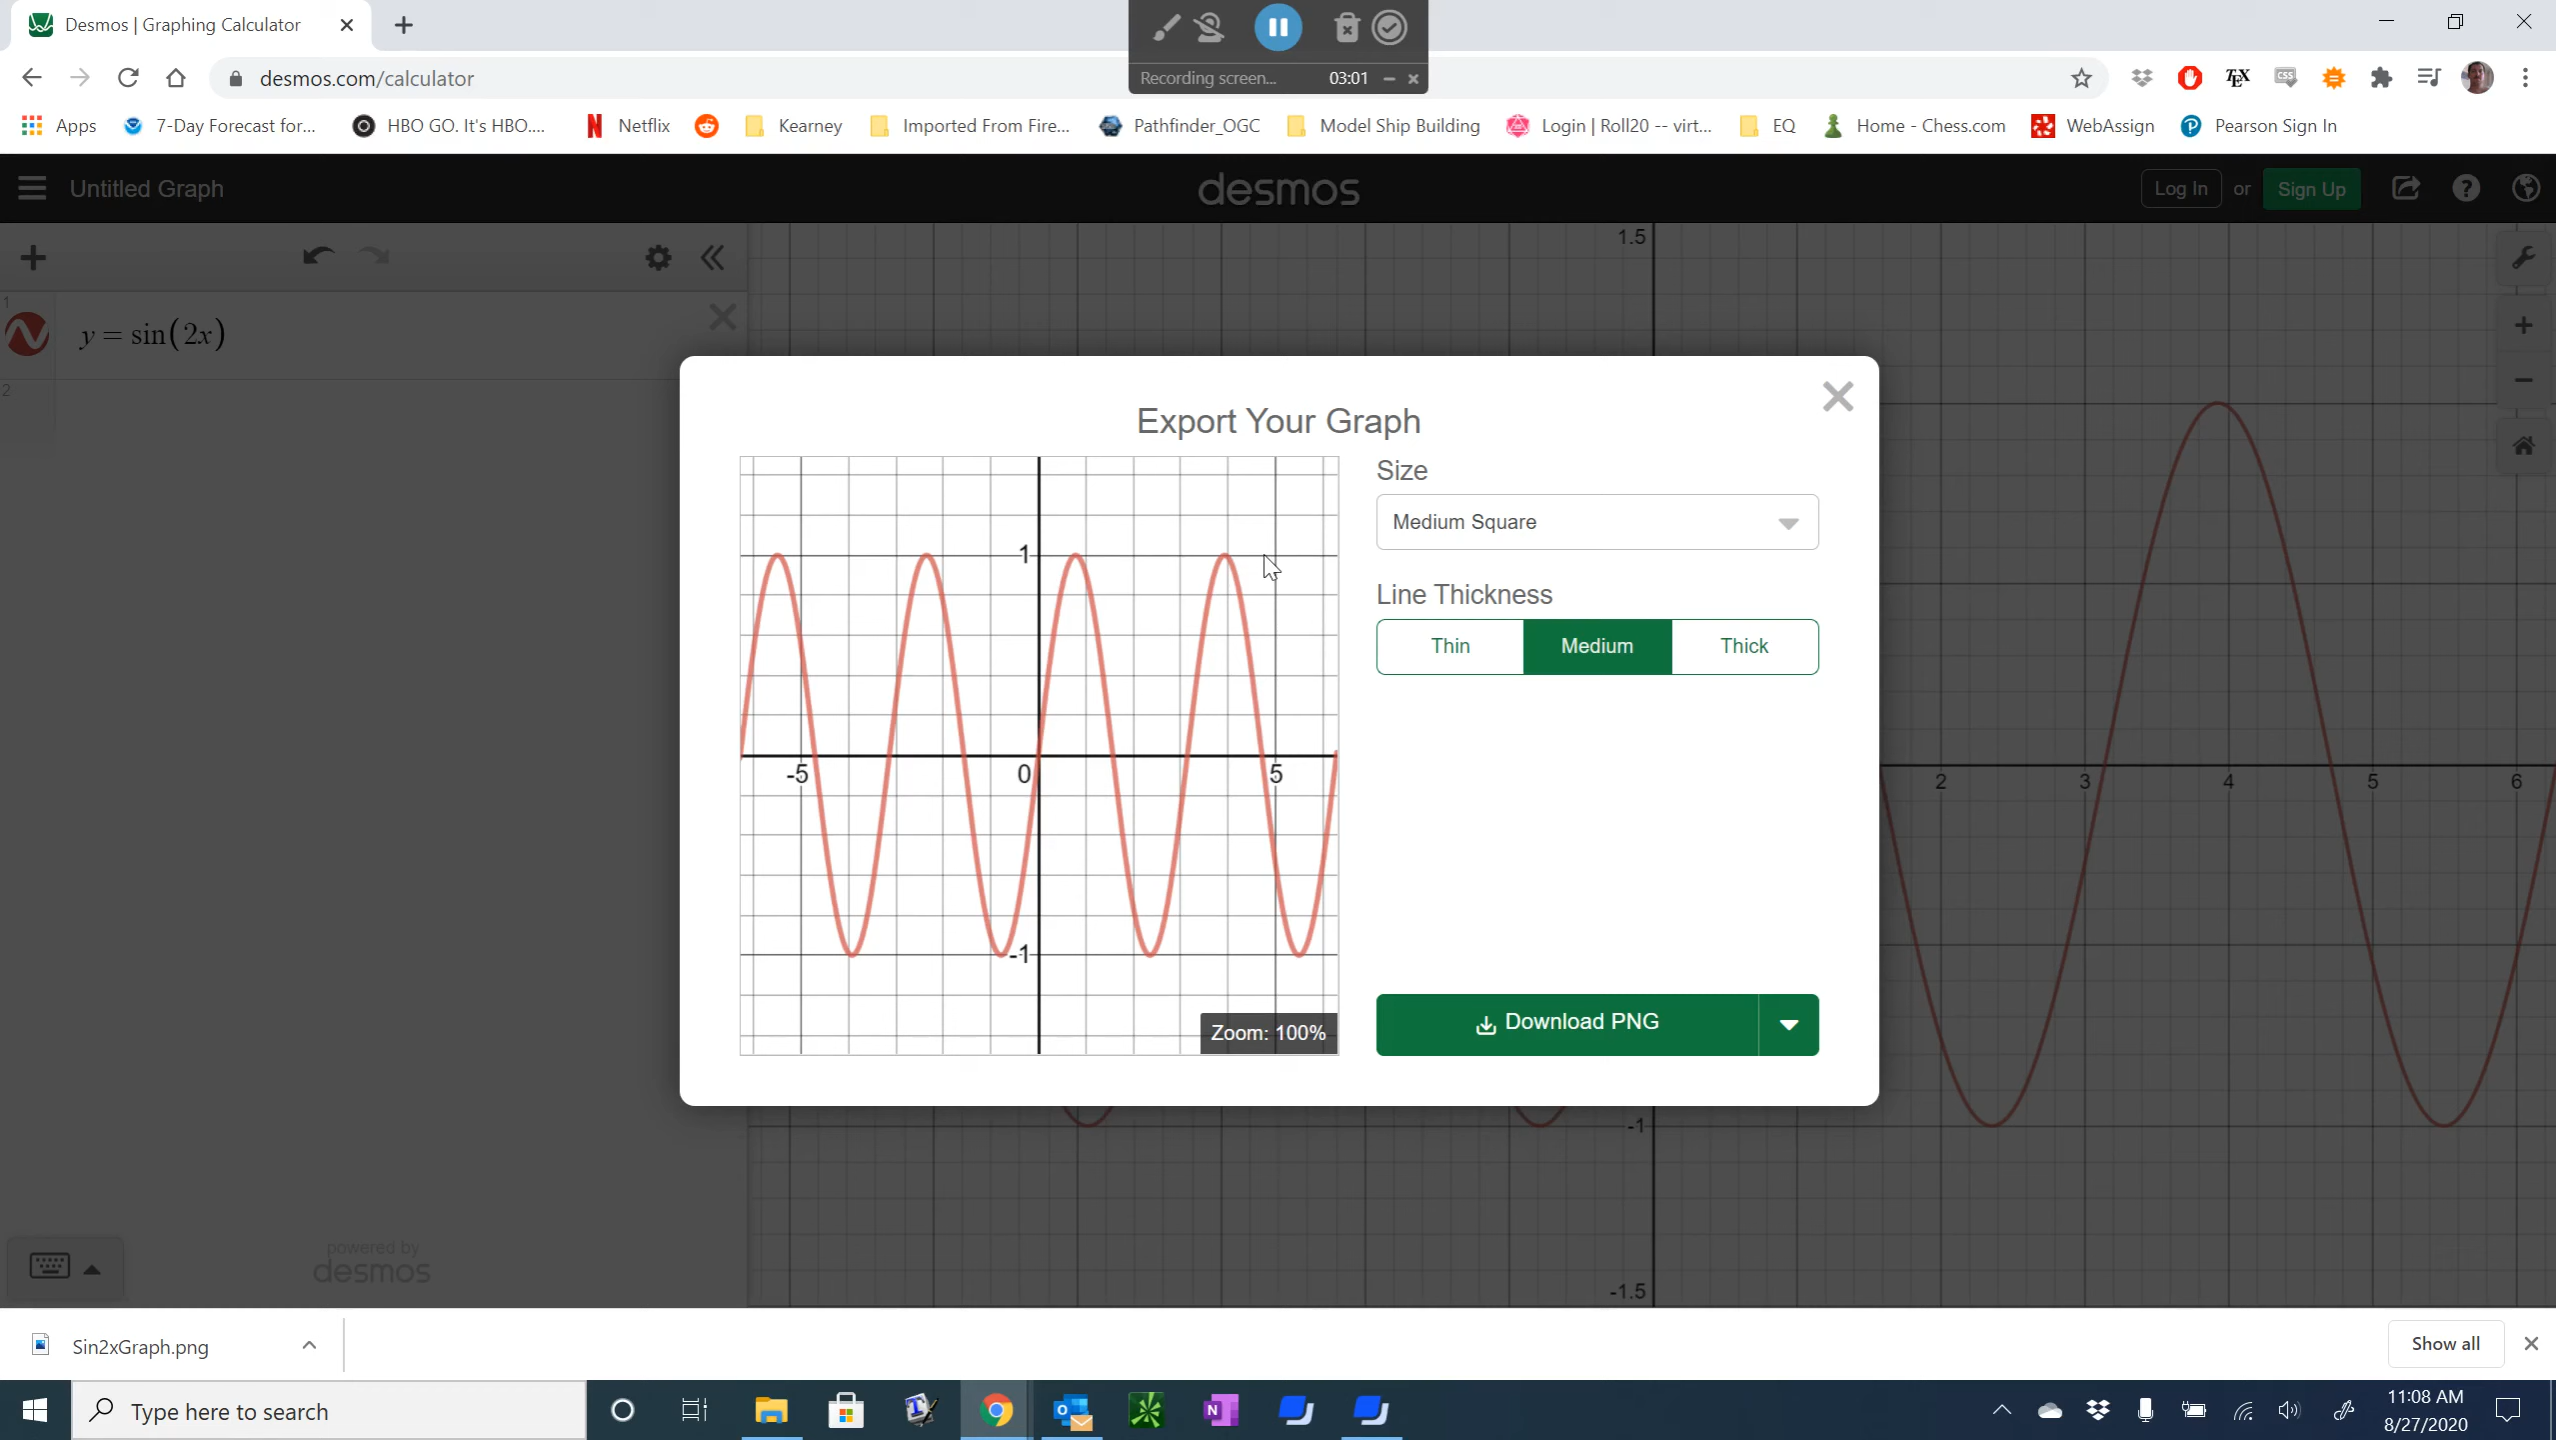 Desmos | Graphing Calculator
Recording screen... 03:01
desmos.com/calculator
TEX
CSS
Apps 7-Day Forecast for... HBO GO. It's HBO.... Netflix Kearney Imported From Fire... Pathfinder_OGC Model Ship Building Login | Roll20 -- virt... EQ Home - Chess.com WebAssign Pearson Sign In
Untitled Graph desmos Log In or Sign Up
1.5
1
y = sin(2x)
2
Export Your Graph
Size
Medium Square
Line Thickness
Thin Medium Thick
1
-5 0 5
-1
Zoom: 100%
Download PNG
2 3 4 5 6
-1
-1.5
powered by
desmos
Sin2xGraph.png Show all
Type here to search
11:08 AM
8/27/2020